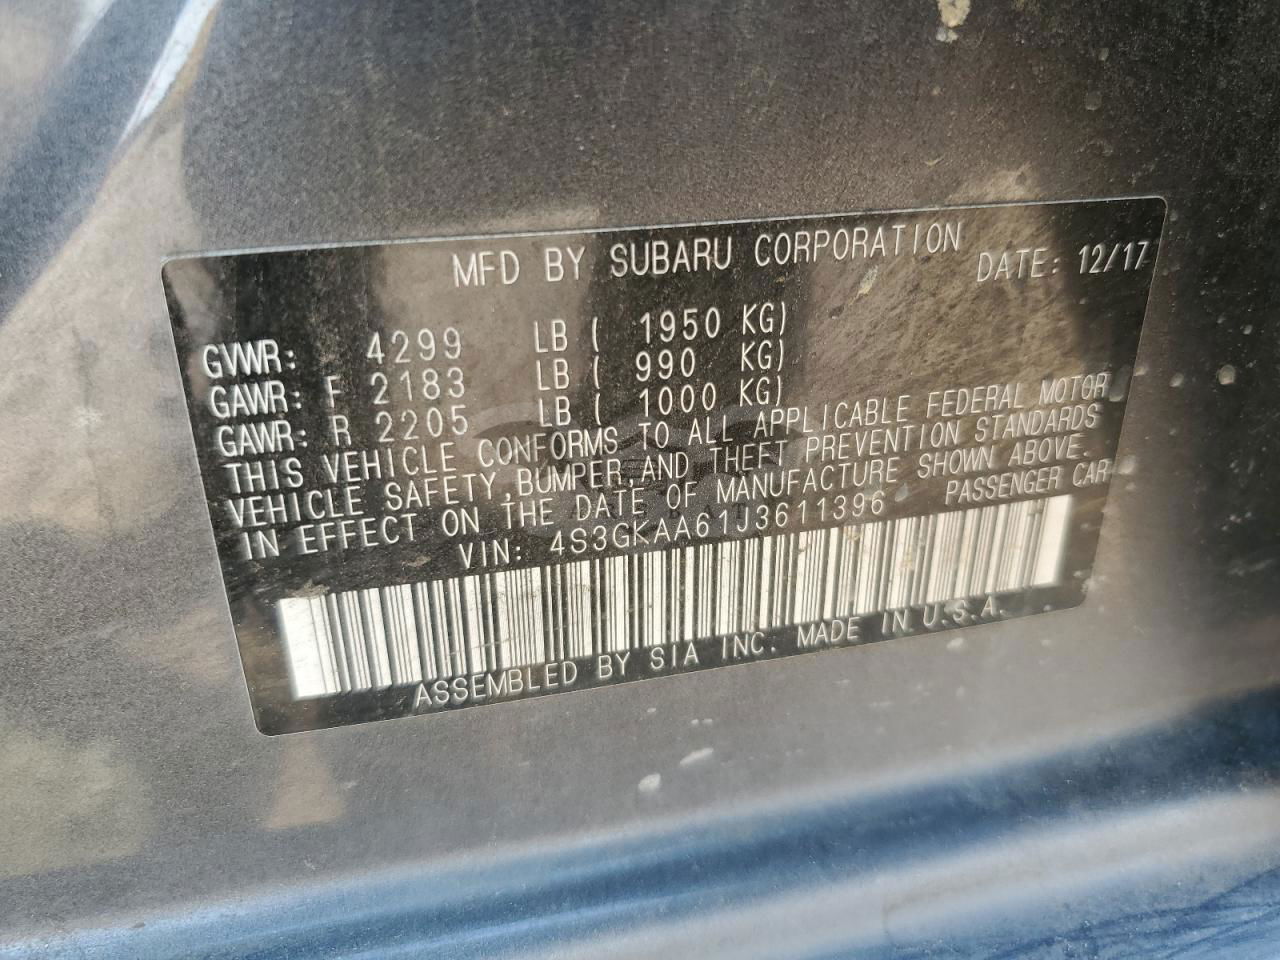 MFD BY SUBARU CORPORATION DATE: 12/17
GVWR: 4299 LB ( 1950 KG)
GAWR: F 2183 LB ( 990 KG)
GAWR: R 2205 LB ( 1000 KG)
THIS VEHICLE CONFORMS TO ALL APPLICABLE FEDERAL MOTOR
VEHICLE SAFETY,BUMPER,AND THEFT PREVENTION STANDARDS
IN EFFECT ON THE DATE OF MANUFACTURE SHOWN ABOVE.
VIN: 4S3GKAA61J3611396 PASSENGER CAR
ASSEMBLED BY SIA INC. MADE IN U.S.A.